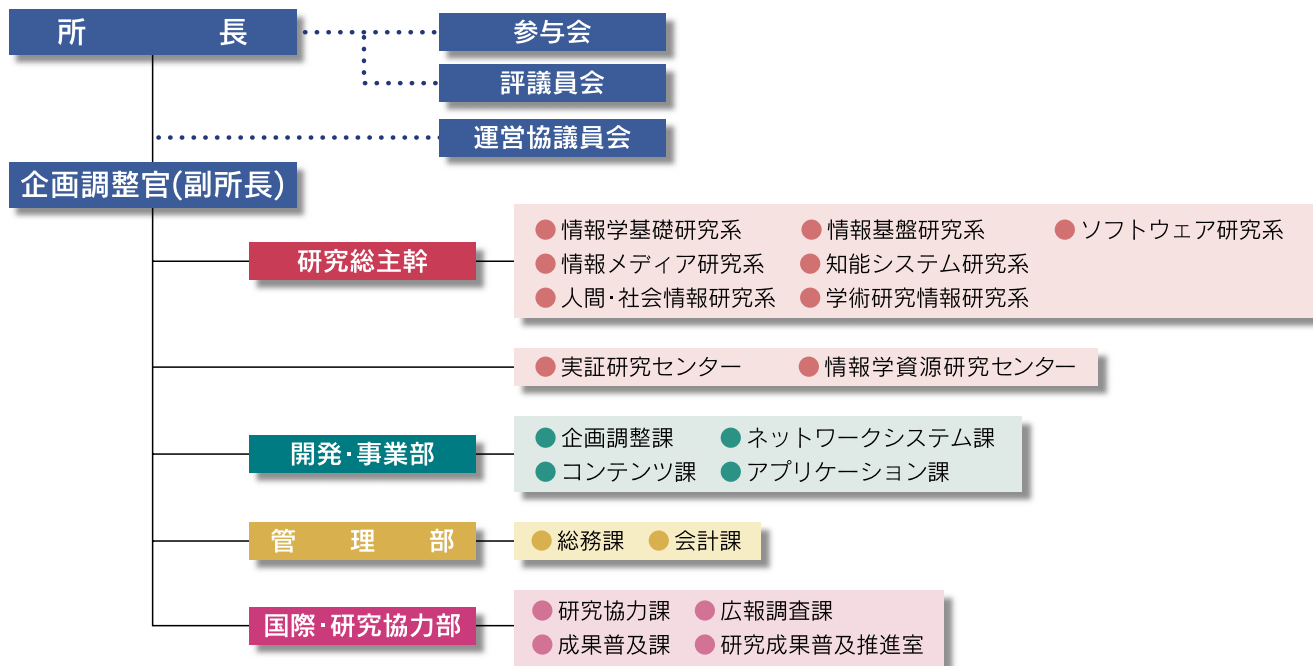 所長
参与会
評議員会
運営協議員会
企画調整官(副所長)
研究総主幹
●情報学基礎研究系 ●情報基盤研究系 ●ソフトウェア研究系
●情報メディア研究系 ●知能システム研究系
●人間・社会情報研究系 ●学術研究情報研究系
●実証研究センター ●情報学資源研究センター
開発・事業部
●企画調整課 ●ネットワークシステム課
●コンテンツ課 ●アプリケーション課
管理部
●総務課 ●会計課
国際・研究協力部
●研究協力課 ●広報調査課
●成果普及課 ●研究成果普及推進室